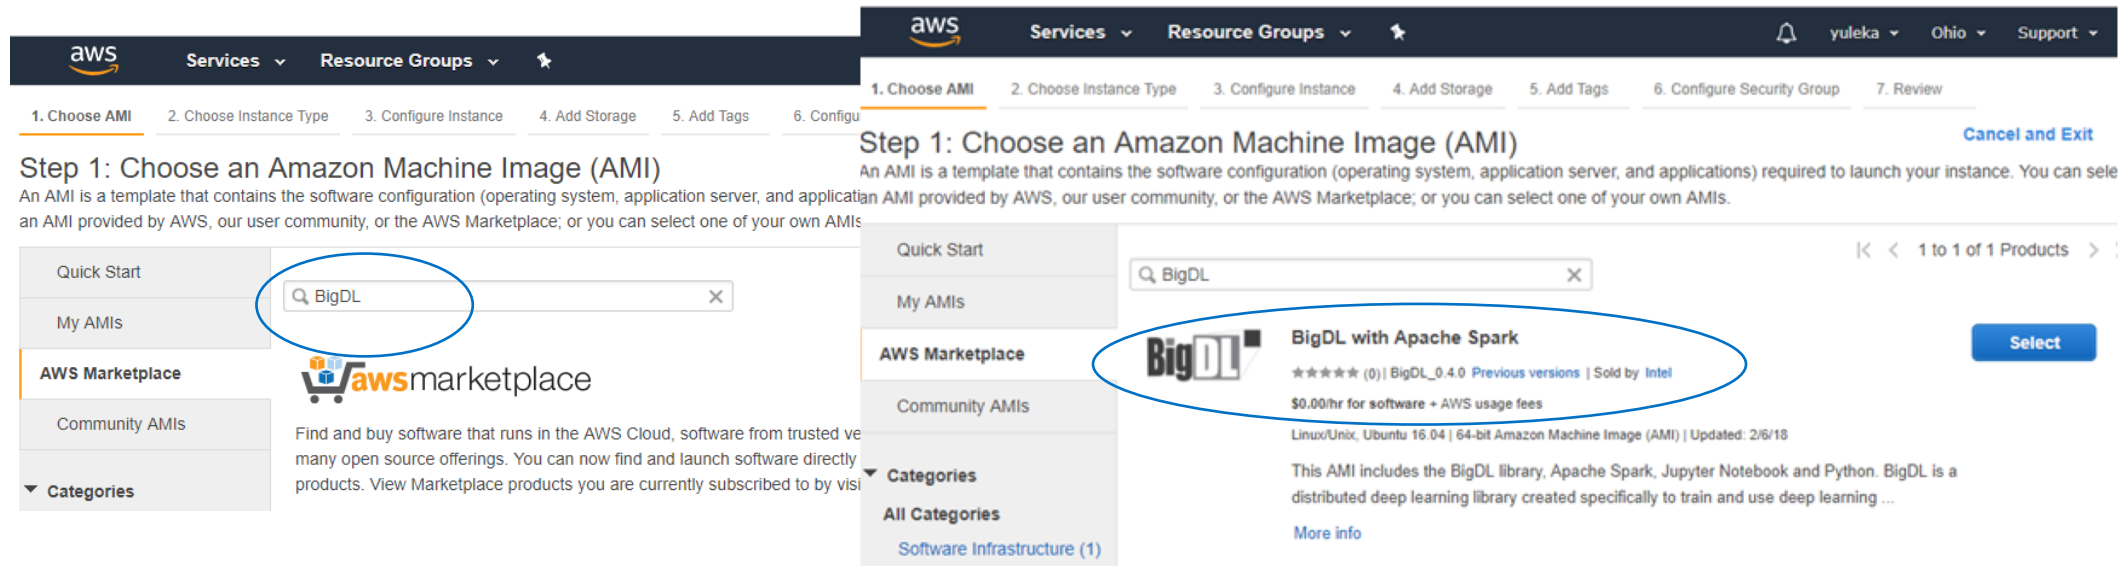 aws
Services
Resource Groups
1. Choose AMI
2. Choose Instance Type
3. Configure Instance
4. Add Storage
5. Add Tags
6. Configu
Step 1: Choose an Amazon Machine Image (AMI)
An AMI is a template that contains the software configuration (operating system, application server, and applicati
an AMI provided by AWS, our user community, or the AWS Marketplace; or you can select one of your own AMIs
Quick Start
My AMIs
AWS Marketplace
Community AMIs
Categories
BigDL
awsmarketplace
Find and buy software that runs in the AWS Cloud, software from trusted ve
many open source offerings. You can now find and launch software directly
products. View Marketplace products you are currently subscribed to by visi
aws
Services
Resource Groups
yuleka
Ohio
Support
1. Choose AMI
2. Choose Instance Type
3. Configure Instance
4. Add Storage
5. Add Tags
6. Configure Security Group
7. Review
Step 1: Choose an Amazon Machine Image (AMI)
Cancel and Exit
An AMI is a template that contains the software configuration (operating system, application server, and applications) required to launch your instance. You can sele
an AMI provided by AWS, our user community, or the AWS Marketplace; or you can select one of your own AMIs.
Quick Start
My AMIs
AWS Marketplace
Community AMIs
Categories
All Categories
Software Infrastructure (1)
BigDL
1 to 1 of 1 Products
BigDL
BigDL with Apache Spark
(0) | BigDL_0.4.0 Previous versions | Sold by Intel
$0.00/hr for software + AWS usage fees
Linux/Unix, Ubuntu 16.04 | 64-bit Amazon Machine Image (AMI) | Updated: 2/6/18
This AMI includes the BigDL library, Apache Spark, Jupyter Notebook and Python. BigDL is a
distributed deep learning library created specifically to train and use deep learning ...
More info
Select